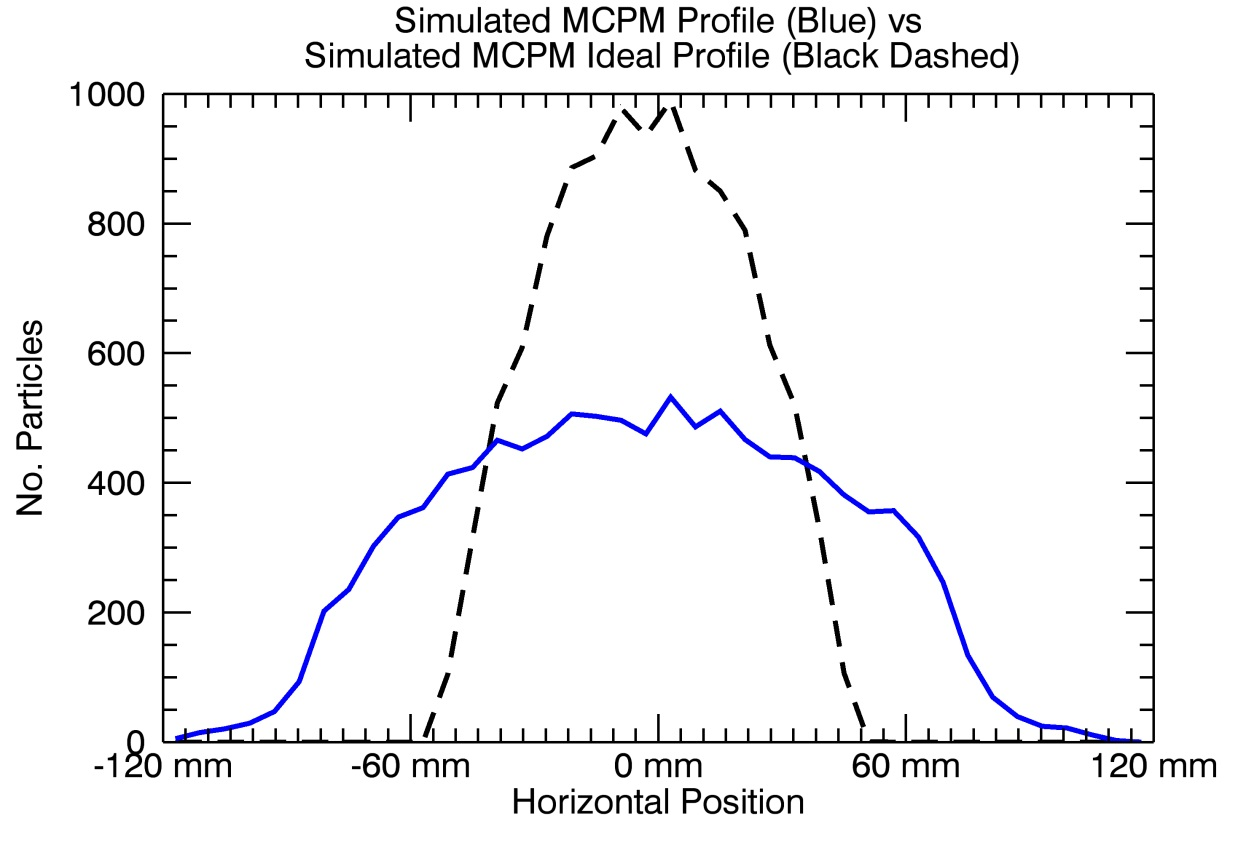 Simulated MCPM Profile (Blue) vs
Simulated MCPM Ideal Profile (Black Dashed)
1000
800
600
400
200
0
No. Particles
-120 mm -60 mm 0 mm 60 mm 120 mm
Horizontal Position